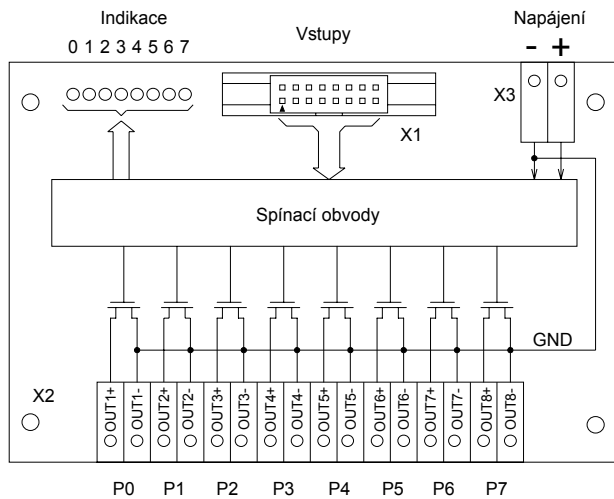 Indikace
0 1 2 3 4 5 6 7
Vstupy
Napájení
- +
X3
X1
Spínací obvody
GND
X2
OUT1+ OUT1- OUT2+ OUT2- OUT3+ OUT3- OUT4+ OUT4- OUT5+ OUT5- OUT6+ OUT6- OUT7+ OUT7- OUT8+ OUT8-
P0 P1 P2 P3 P4 P5 P6 P7